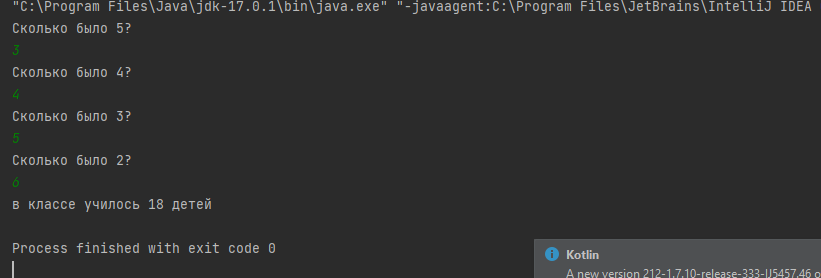 "C:\Program Files\Java\jdk-17.0.1\bin\java.exe" "-javaagent:C:\Program Files\JetBrains\IntelliJ IDEA
Сколько было 5?
3
Сколько было 4?
4
Сколько было 3?
5
Сколько было 2?
6
в классе училось 18 детей
Process finished with exit code 0
Kotlin
A new version 212-1.7.10-release-333-IJ5457.46